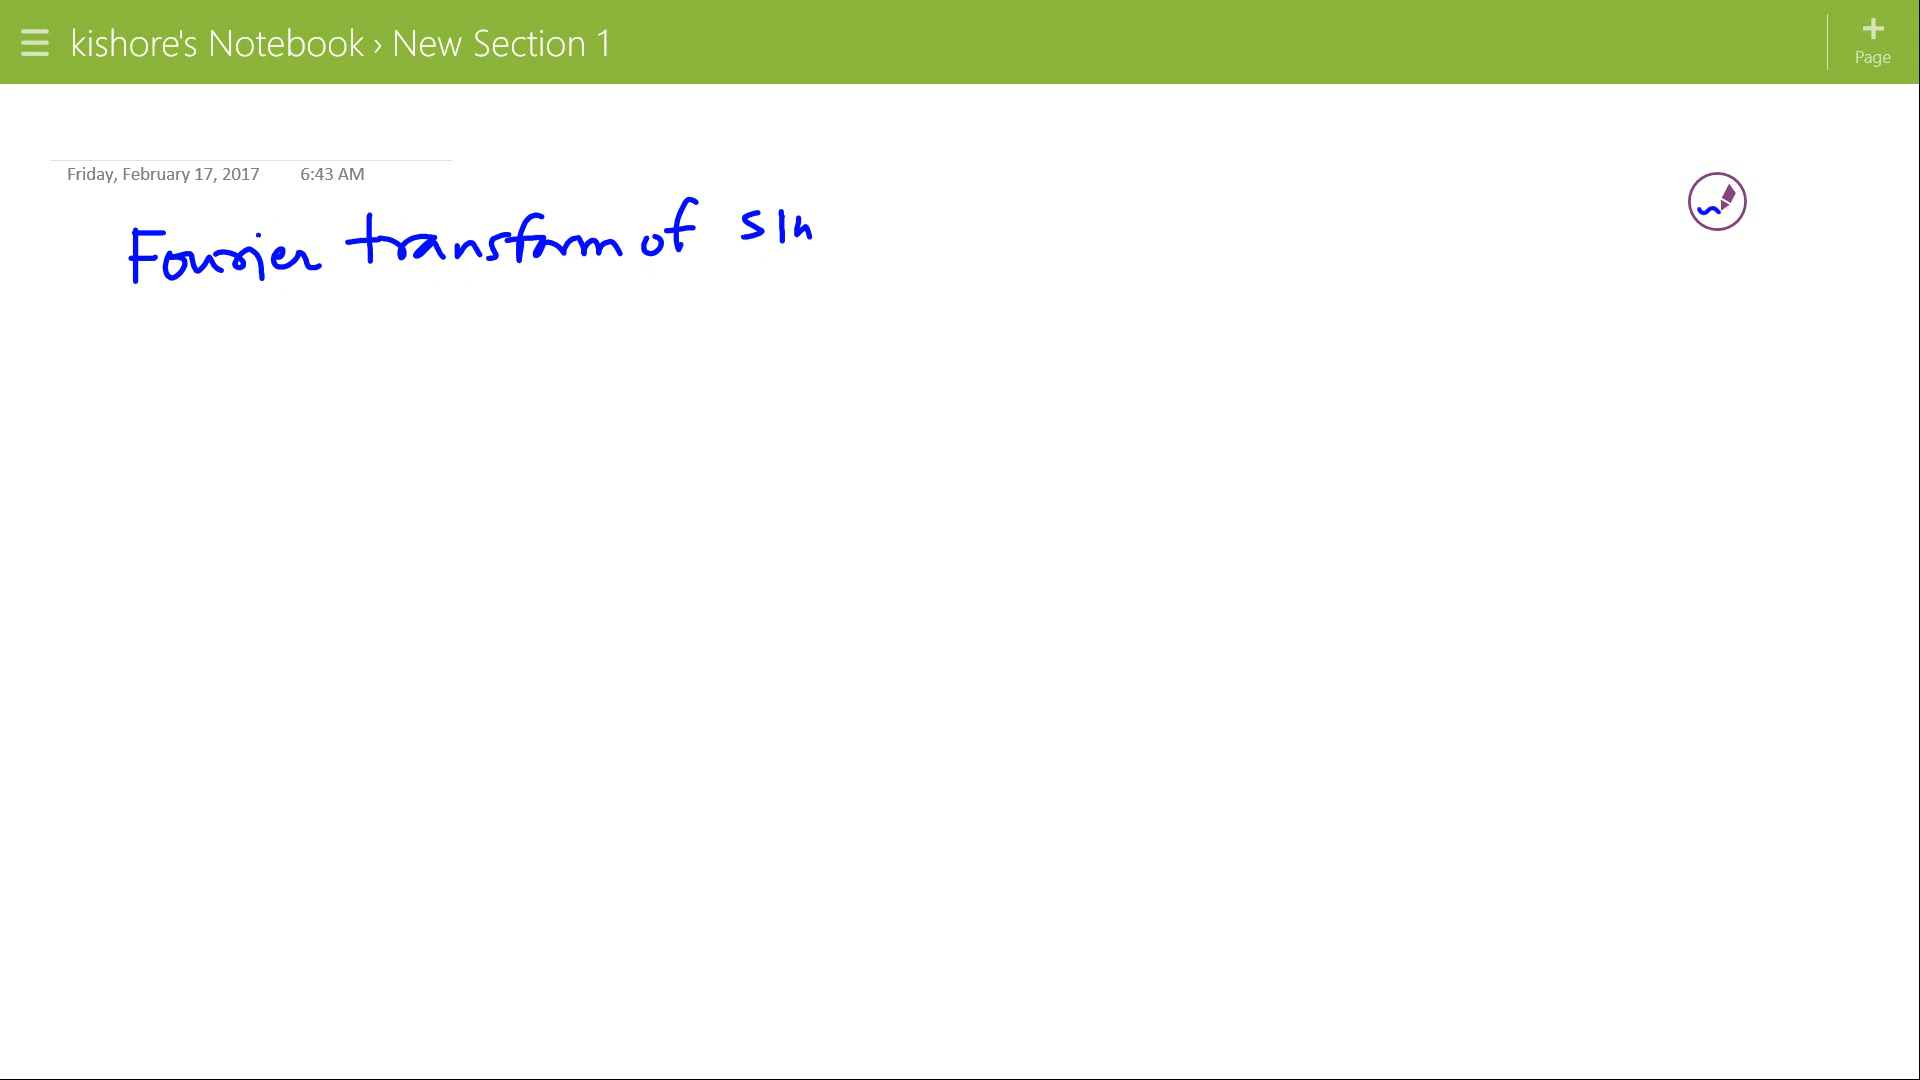 kishore's Notebook › New Section 1
Page
Friday, February 17, 2017 6:43 AM
Fourier transform of sin